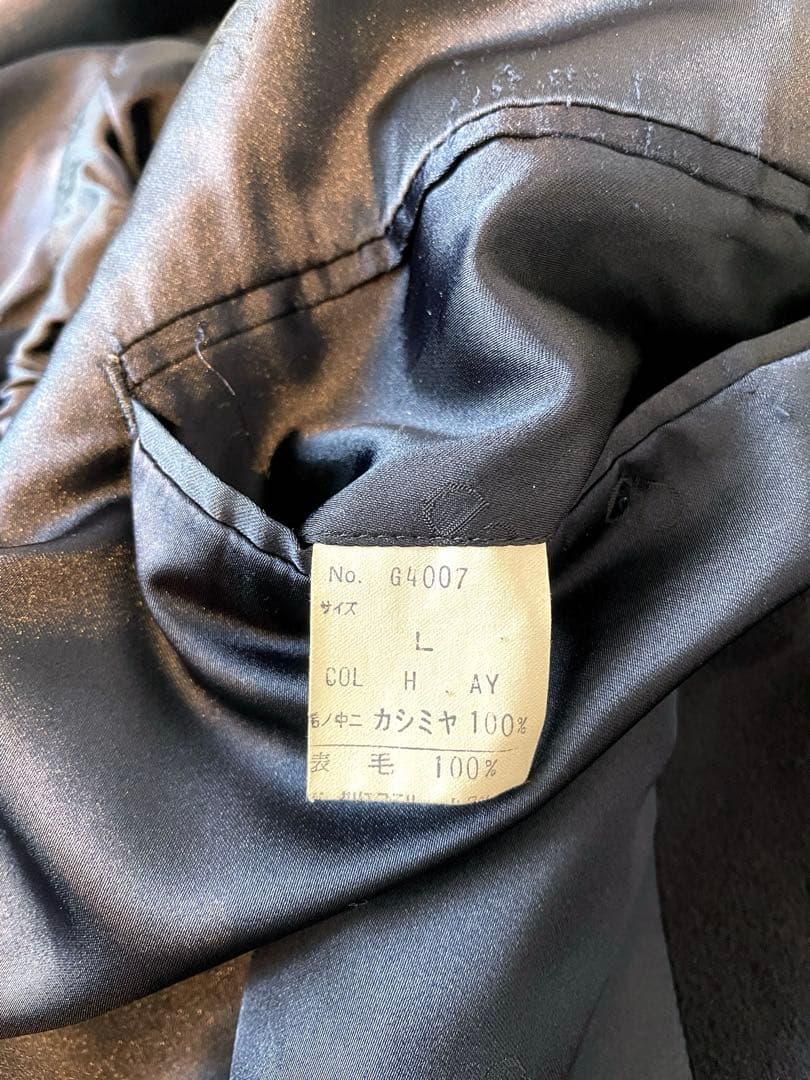 No. G4007
サイズ
L
COL H . AY
毛ノ中ニ カシミヤ 100%
表 毛 100%